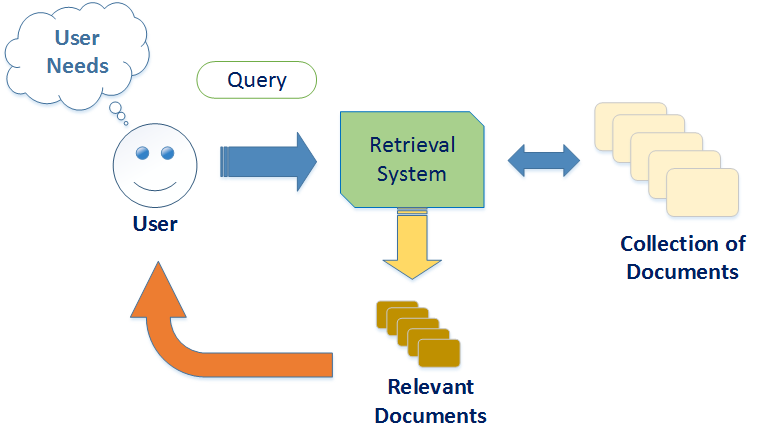 User
Needs
Query
Retrieval
System
User
Collection of
Documents
Relevant
Documents